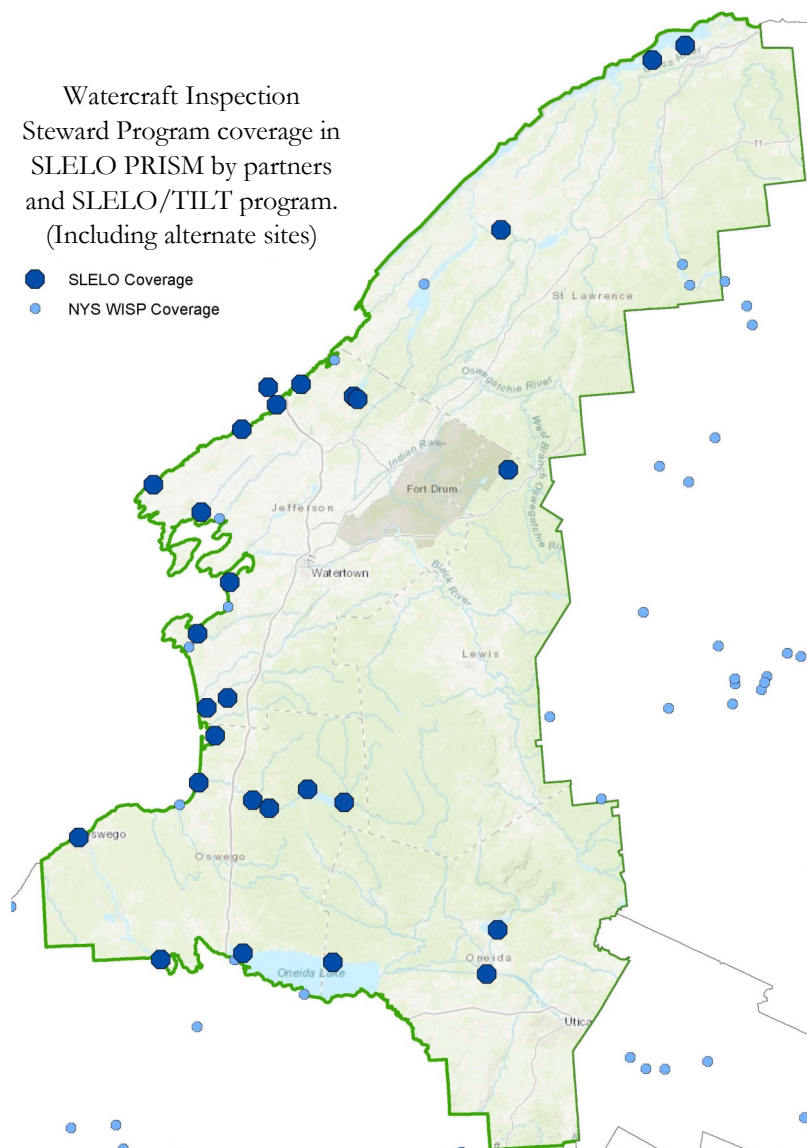 Watercraft Inspection
Steward Program coverage in
SLELO PRISM by partners
and SLELO/TILT program.
(Including alternate sites)
SLELO Coverage
NYS WISP Coverage
11
St Lawrence
Oswegatchie River
West Branch Oswegatchie
Indian River
Fort Drum
Jefferson
11
Watertown
Black River
Lewis
Oswego
Oswego
Oneida
Oneida Lake
Utica